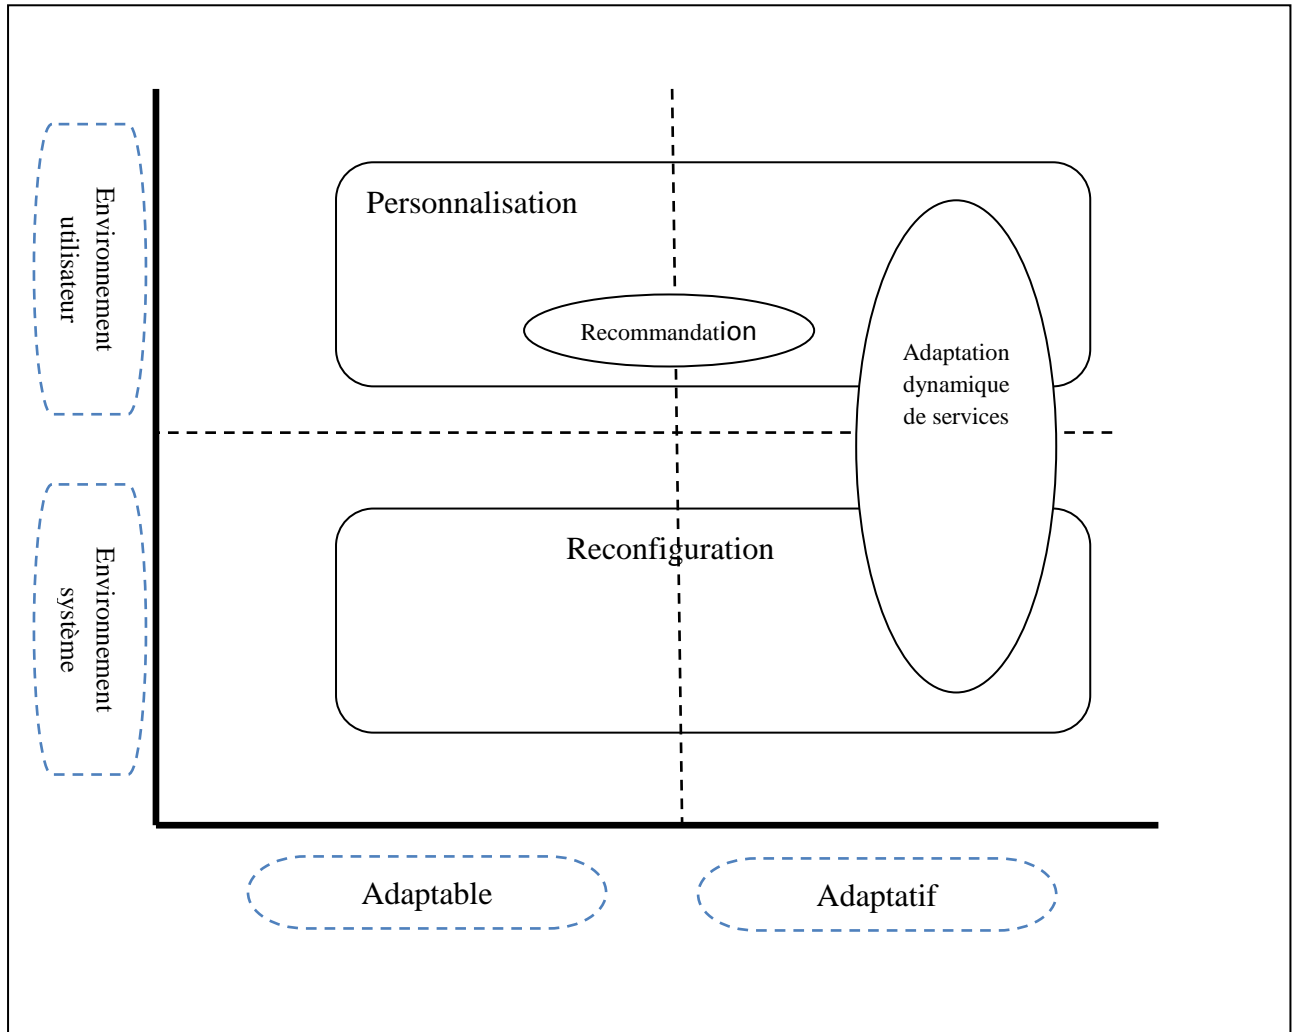 Environnement
utilisateur
Personnalisation
Recommandation
Adaptation
dynamique
de services
Environnement
système
Reconfiguration
Adaptable
Adaptatif